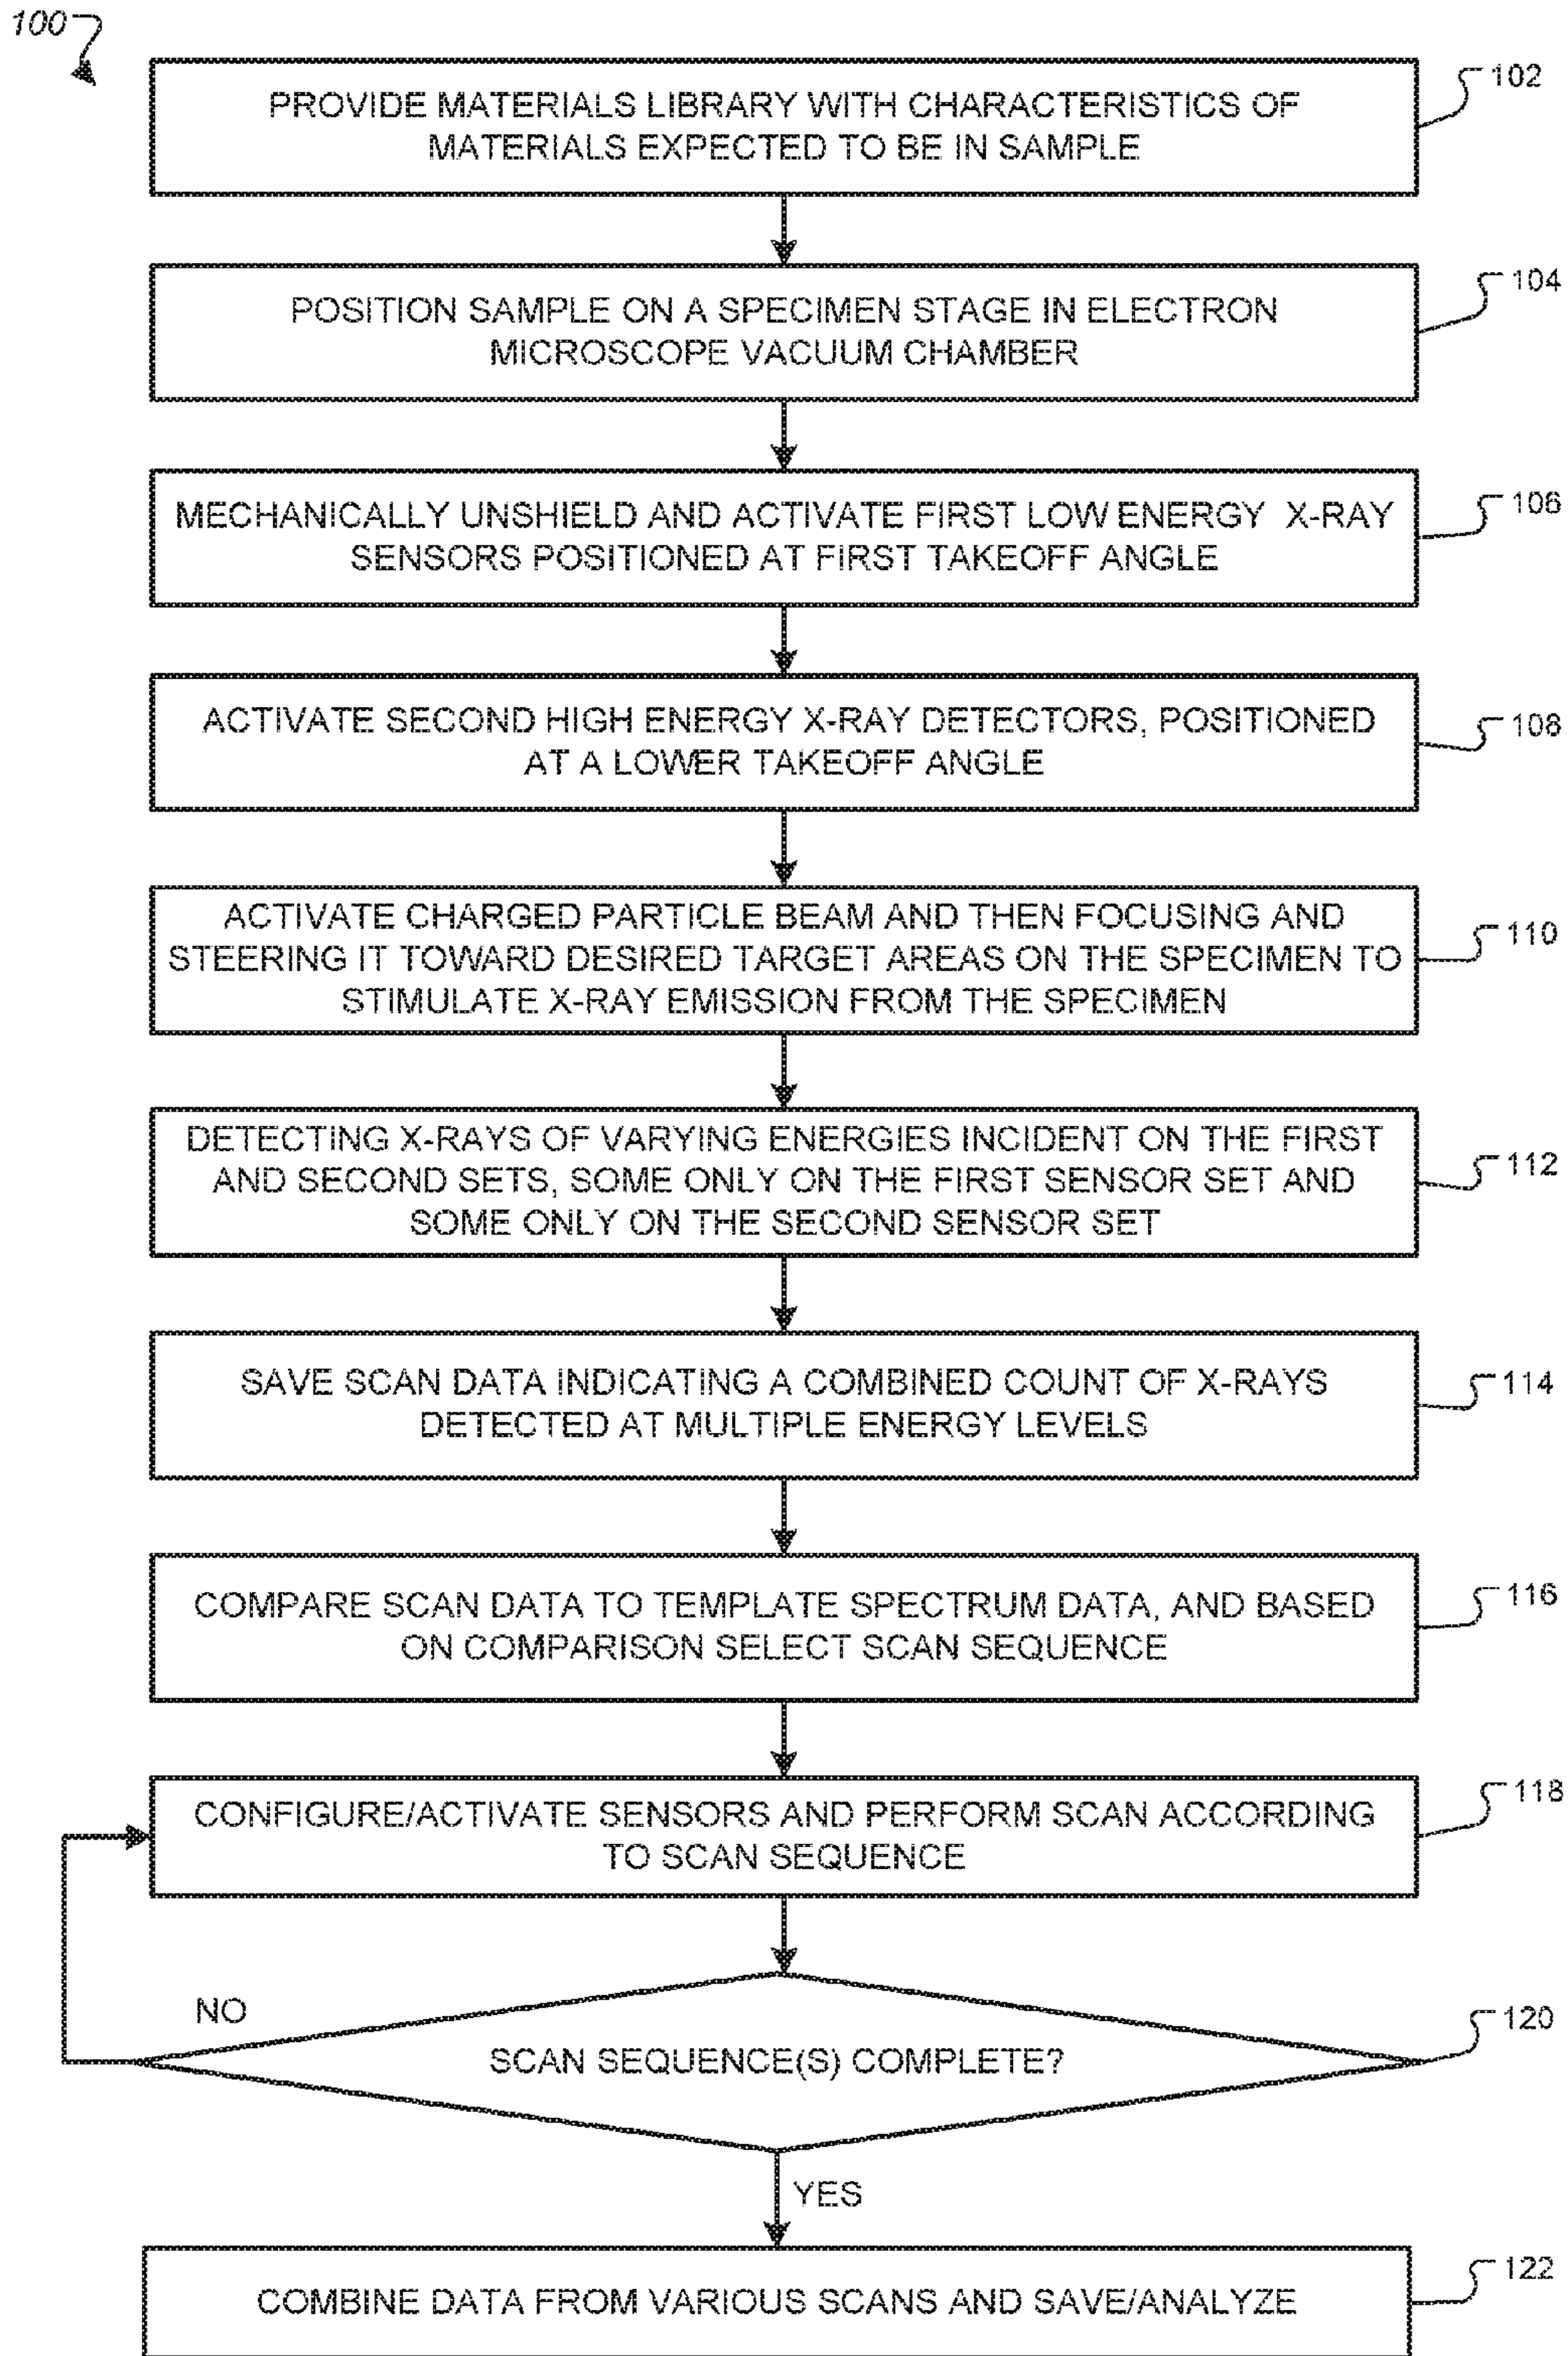 100
PROVIDE MATERIALS LIBRARY WITH CHARACTERISTICS OF
MATERIALS EXPECTED TO BE IN SAMPLE
102
POSITION SAMPLE ON A SPECIMEN STAGE IN ELECTRON
MICROSCOPE VACUUM CHAMBER
104
MECHANICALLY UNSHIELD AND ACTIVATE FIRST LOW ENERGY X-RAY
SENSORS POSITIONED AT FIRST TAKEOFF ANGLE
106
ACTIVATE SECOND HIGH ENERGY X-RAY DETECTORS, POSITIONED
AT A LOWER TAKEOFF ANGLE
108
ACTIVATE CHARGED PARTICLE BEAM AND THEN FOCUSING AND
STEERING IT TOWARD DESIRED TARGET AREAS ON THE SPECIMEN TO
STIMULATE X-RAY EMISSION FROM THE SPECIMEN
110
DETECTING X-RAYS OF VARYING ENERGIES INCIDENT ON THE FIRST
AND SECOND SETS, SOME ONLY ON THE FIRST SENSOR SET AND
SOME ONLY ON THE SECOND SENSOR SET
112
SAVE SCAN DATA INDICATING A COMBINED COUNT OF X-RAYS
DETECTED AT MULTIPLE ENERGY LEVELS
114
COMPARE SCAN DATA TO TEMPLATE SPECTRUM DATA, AND BASED
ON COMPARISON SELECT SCAN SEQUENCE
116
CONFIGURE/ACTIVATE SENSORS AND PERFORM SCAN ACCORDING
TO SCAN SEQUENCE
118
NO
SCAN SEQUENCE(S) COMPLETE?
120
YES
COMBINE DATA FROM VARIOUS SCANS AND SAVE/ANALYZE
122